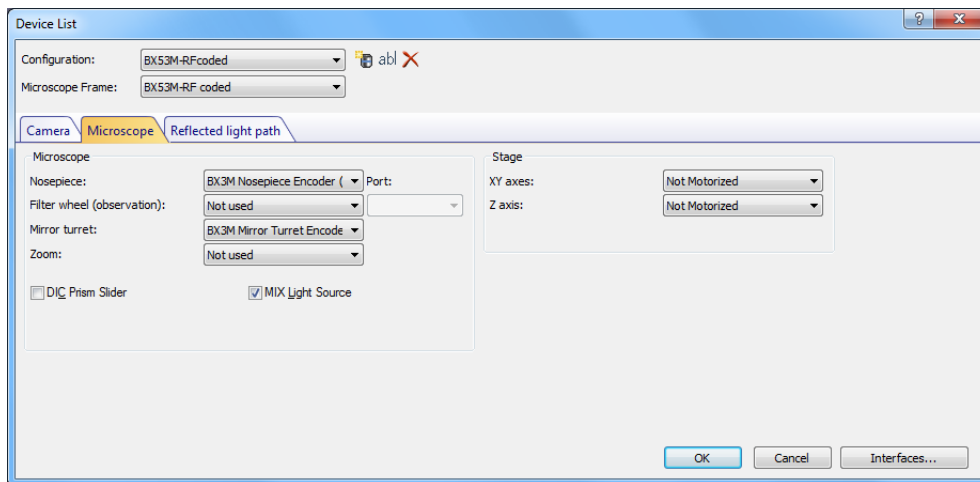 Device List
? x
Configuration: BX53M-RFcoded abl
Microscope Frame: BX53M-RF coded
Camera Microscope Reflected light path
Microscope
Nosepiece: BX3M Nosepiece Encoder ( Port:
Filter wheel (observation): Not used
Mirror turret: BX3M Mirror Turret Encode
Zoom: Not used
DIC Prism Slider MIX Light Source
Stage
XY axes: Not Motorized
Z axis: Not Motorized
OK Cancel Interfaces...